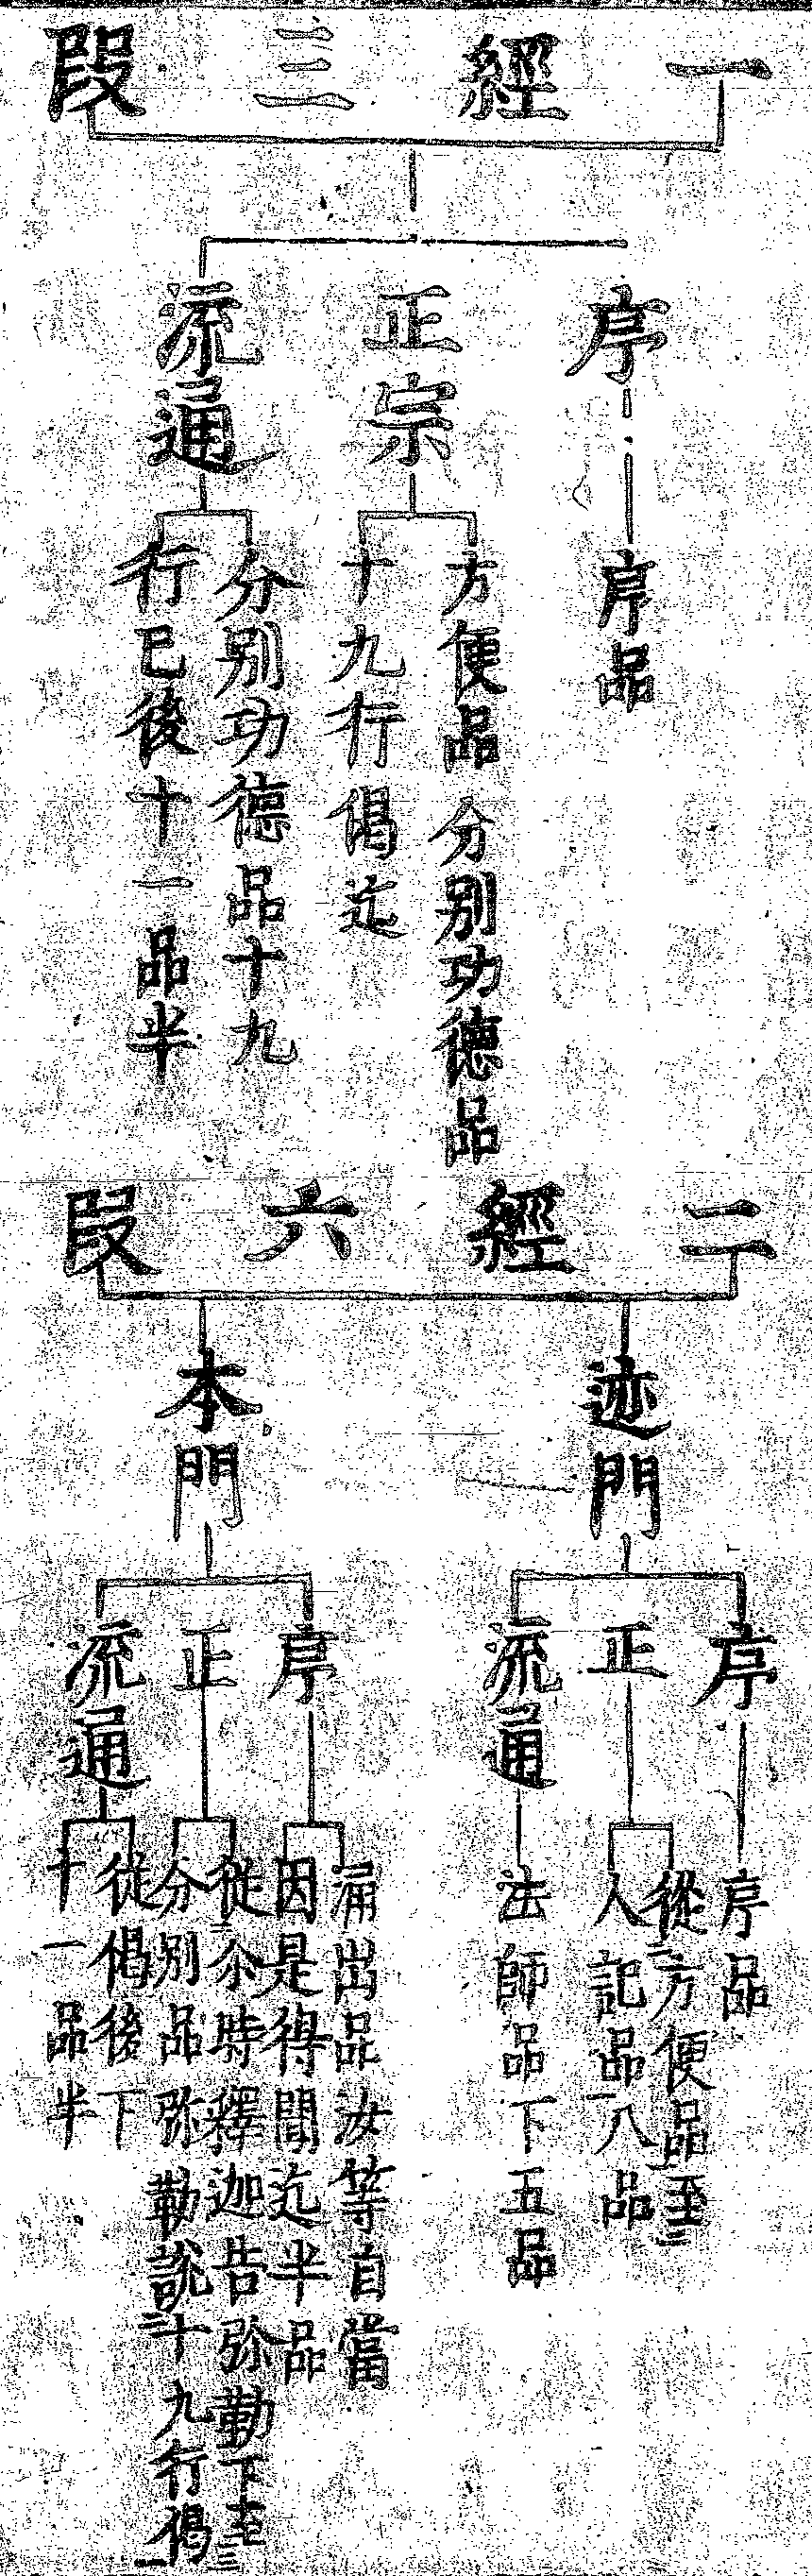 一經三段
序
序品
正宗
方便品分別功德品
十九行偈迄
流通
分別功德品十九
行已後十一品半
二經六段
迹門
序
序品
正
從方便品至
人記品八品
流通
法師品下五品
本門
序
涌出品汝等自當
因是得聞迄半品
正
從尒時釋迦告弥勒下
分別品弥勒說十九行偈
流通
從偈後下
十一品半